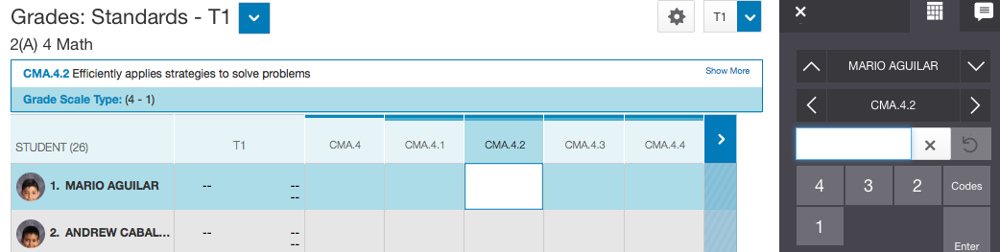 Grades: Standards - T1
T1
2(A) 4 Math
CMA.4.2 Efficiently applies strategies to solve problems
Show More
Grade Scale Type: (4 - 1)
STUDENT (26) T1 CMA.4 CMA.4.1 CMA.4.2 CMA.4.3 CMA.4.4
1. MARIO AGUILAR -- --
--
2. ANDREW CABAL... -- --
--
MARIO AGUILAR
CMA.4.2
4 3 2 Codes
1
Enter